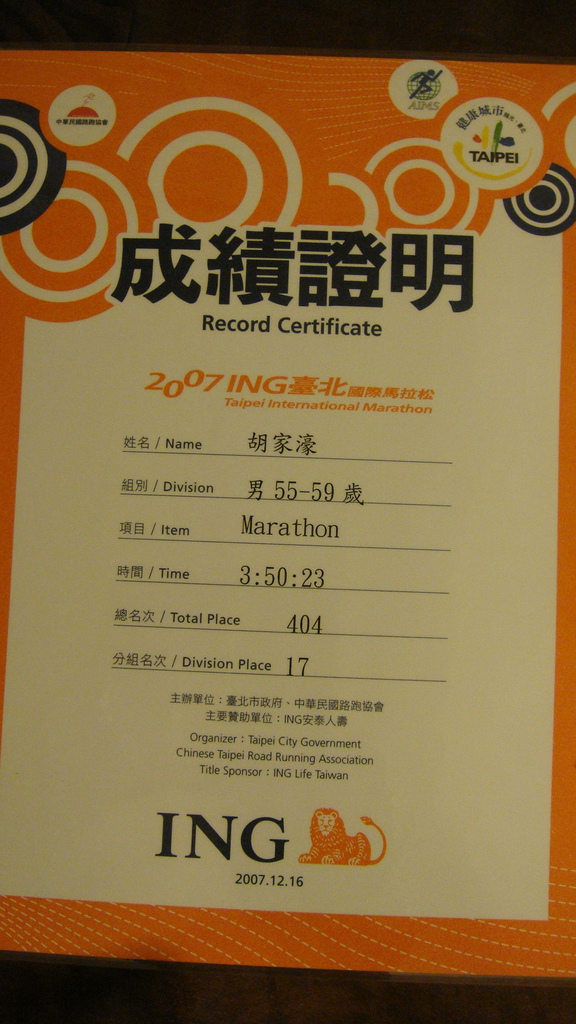 中華民國路跑協會
AIMS
健康城市
TAIPEI
成績證明
Record Certificate
2007 ING臺北國際馬拉松
Taipei International Marathon
姓名 / Name 胡家濠
組別 / Division 男 55-59 歲
項目 / Item Marathon
時間 / Time 3:50:23
總名次 / Total Place 404
分組名次 / Division Place 17
主辦單位：臺北市政府、中華民國路跑協會
主要贊助單位：ING安泰人壽
Organizer：Taipei City Government
Chinese Taipei Road Running Association
Title Sponsor：ING Life Taiwan
ING
2007.12.16